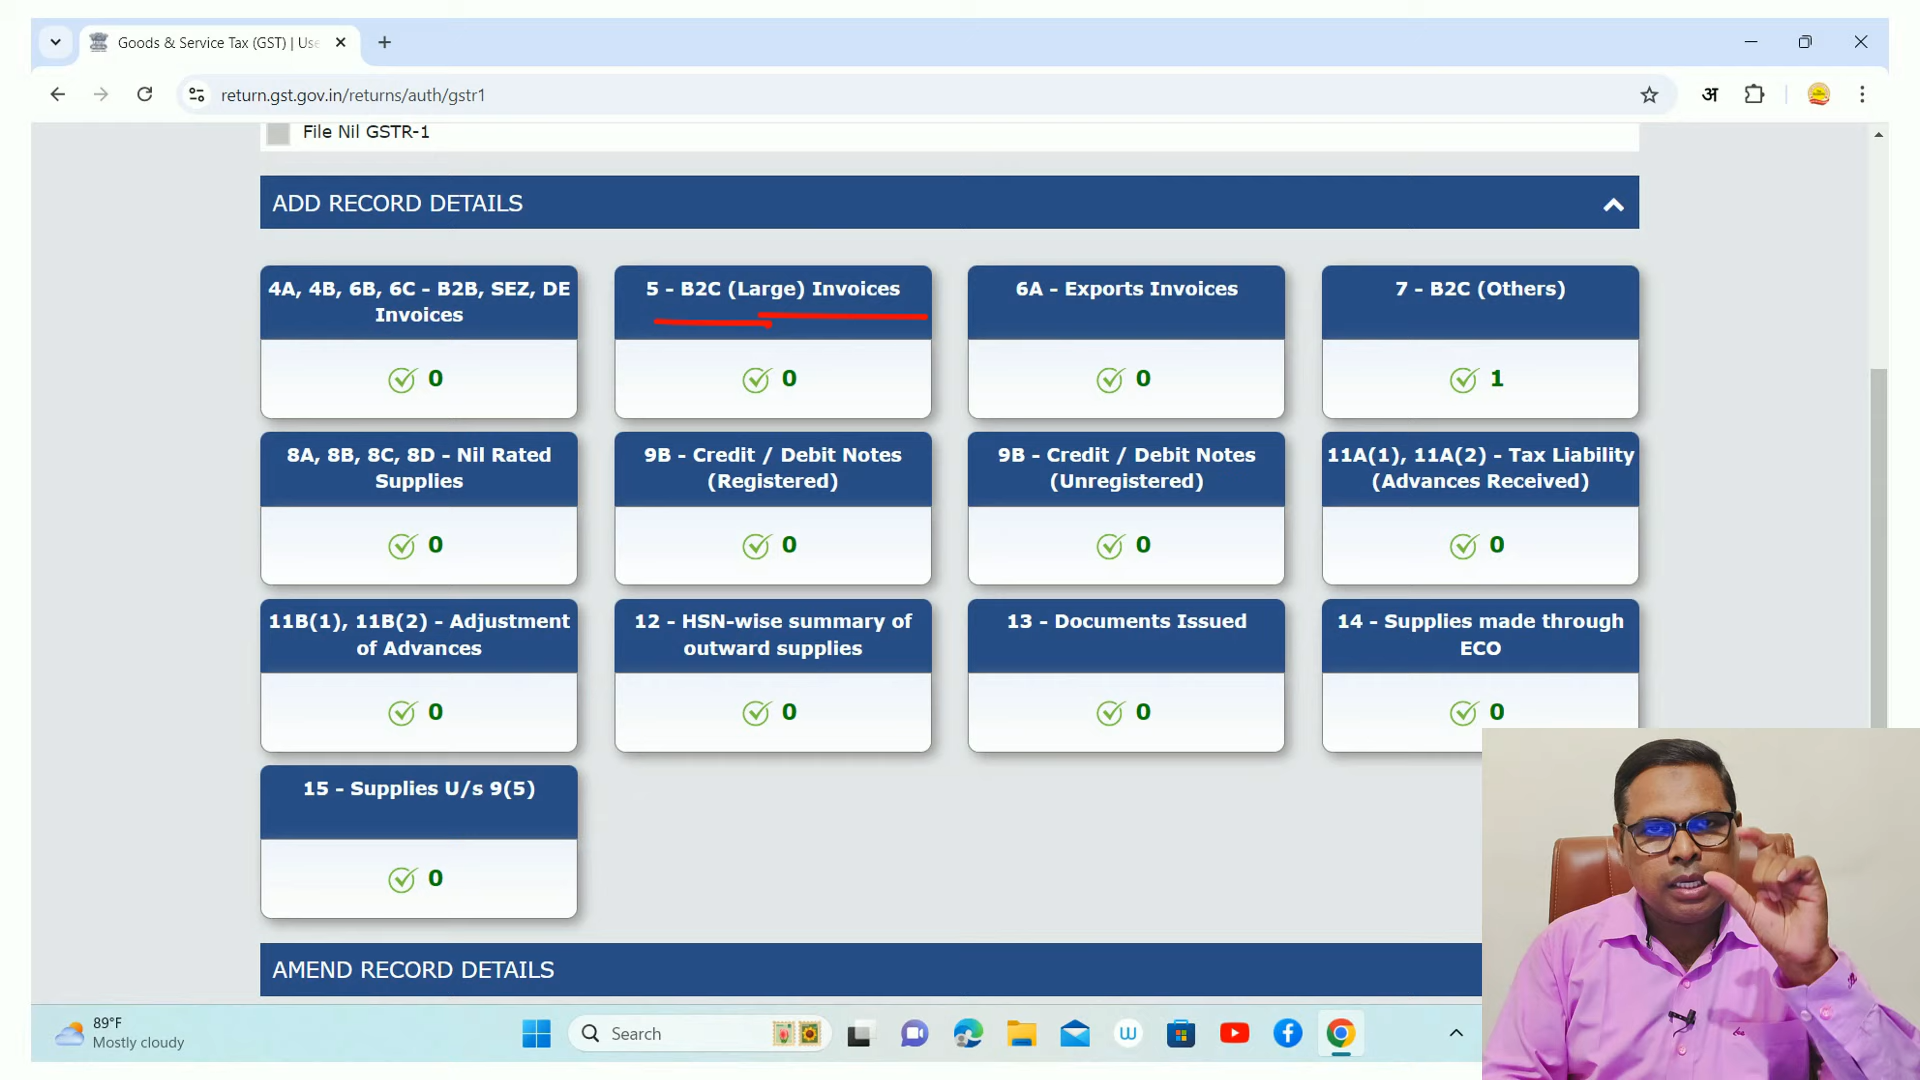 Goods & Service Tax (GST) | Use
return.gst.gov.in/returns/auth/gstr1
अ
File Nil GSTR-1
ADD RECORD DETAILS
4A, 4B, 6B, 6C - B2B, SEZ, DE
Invoices
0
5 - B2C (Large) Invoices
0
6A - Exports Invoices
0
7 - B2C (Others)
1
8A, 8B, 8C, 8D - Nil Rated
Supplies
0
9B - Credit / Debit Notes
(Registered)
0
9B - Credit / Debit Notes
(Unregistered)
0
11A(1), 11A(2) - Tax Liability
(Advances Received)
0
11B(1), 11B(2) - Adjustment
of Advances
0
12 - HSN-wise summary of
outward supplies
0
13 - Documents Issued
0
14 - Supplies made through
ECO
0
15 - Supplies U/s 9(5)
0
AMEND RECORD DETAILS
89°F
Mostly cloudy
Search
w